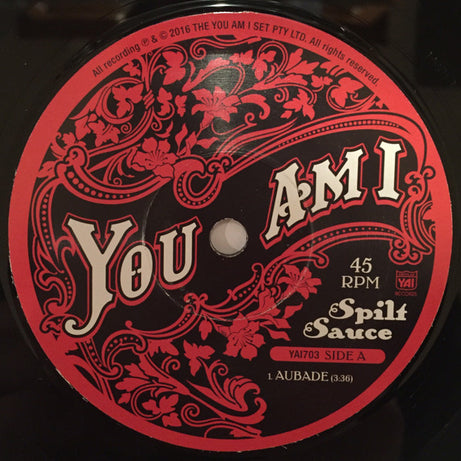 All recording ℗ & © 2016 THE YOU AM I SET PTY LTD. All rights reserved.
YOU AM I
45
RPM
YAI
RECORDS
Spilt
Sauce
YAI703 SIDE A
1. AUBADE (3:36)